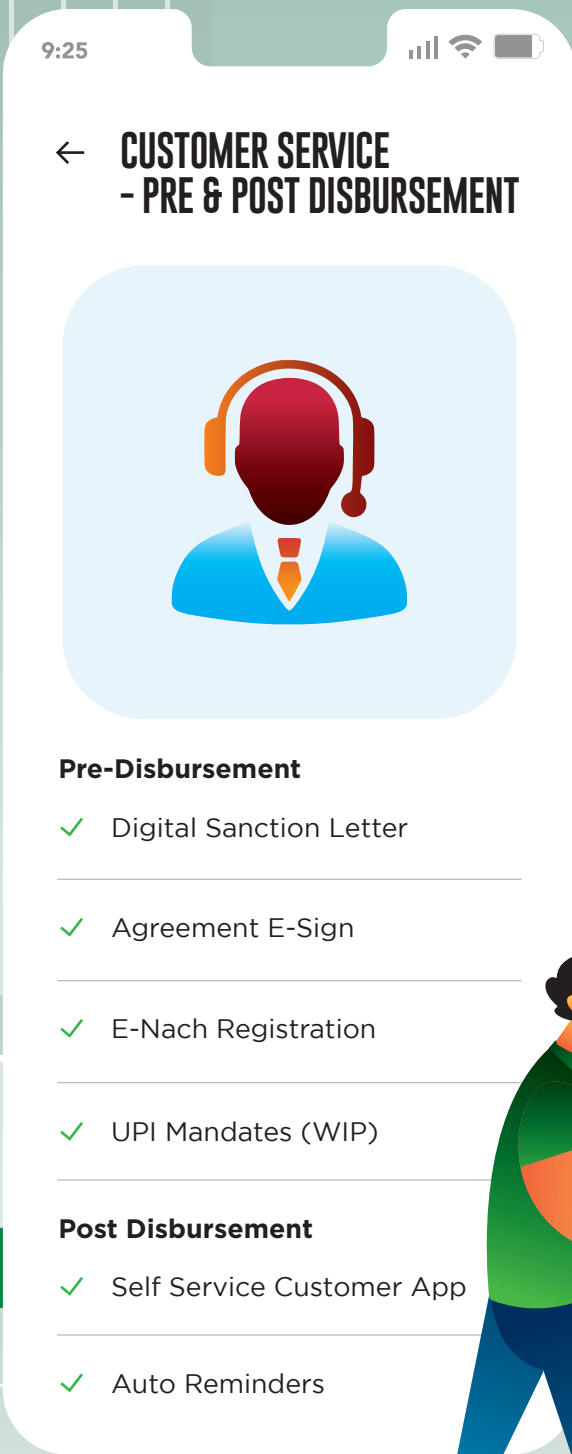 9:25
CUSTOMER SERVICE
– PRE & POST DISBURSEMENT
Pre-Disbursement
Digital Sanction Letter
Agreement E-Sign
E-Nach Registration
UPI Mandates (WIP)
Post Disbursement
Self Service Customer App
Auto Reminders